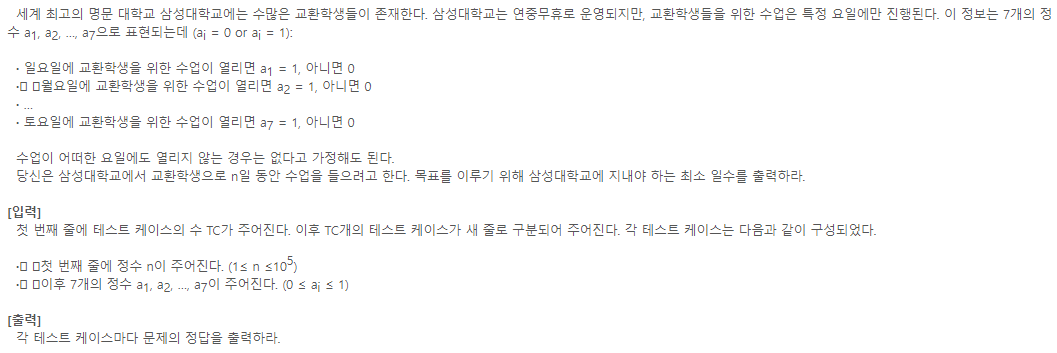 세계 최고의 명문 대학교 삼성대학교에는 수많은 교환학생들이 존재한다. 삼성대학교는 연중무휴로 운영되지만, 교환학생들을 위한 수업은 특정 요일에만 진행된다. 이 정보는 7개의 정
수 a1, a2, ..., a7으로 표현되는데 (ai = 0 or ai = 1):
· 일요일에 교환학생을 위한 수업이 열리면 a1 = 1, 아니면 0
· 월요일에 교환학생을 위한 수업이 열리면 a2 = 1, 아니면 0
· ...
· 토요일에 교환학생을 위한 수업이 열리면 a7 = 1, 아니면 0
수업이 어떠한 요일에도 열리지 않는 경우는 없다고 가정해도 된다.
당신은 삼성대학교에서 교환학생으로 n일 동안 수업을 들으려고 한다. 목표를 이루기 위해 삼성대학교에 지내야 하는 최소 일수를 출력하라.
[입력]
첫 번째 줄에 테스트 케이스의 수 TC가 주어진다. 이후 TC개의 테스트 케이스가 새 줄로 구분되어 주어진다. 각 테스트 케이스는 다음과 같이 구성되었다.
· 첫 번째 줄에 정수 n이 주어진다. (1≤ n ≤10^5)
· 이후 7개의 정수 a1, a2, ..., a7이 주어진다. (0 ≤ ai ≤ 1)
[출력]
각 테스트 케이스마다 문제의 정답을 출력하라.